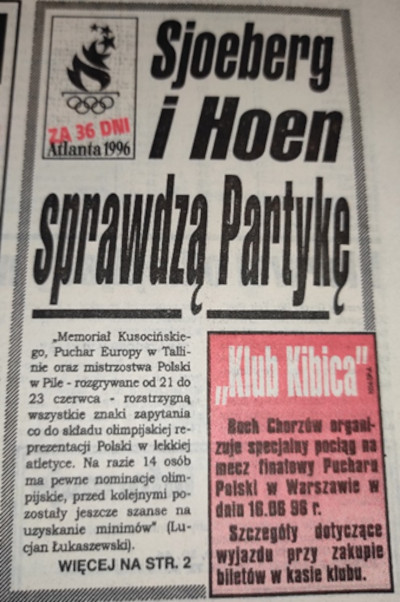 ZA 36 DNI
Atlanta 1996
Sjoeberg
i Hoen
sprawdzą Partykę
„Memoriał Kusocińskie-
go, Puchar Europy w Talli-
nie oraz mistrzostwa Polski
w Pile - rozgrywane od 21 do
23 czerwca - rozstrzygną
wszystkie znaki zapytania
co do składu olimpijskiej re-
prezentacji Polski w lekkiej
atletyce. Na razie 14 osób
ma pewne nominacje olim-
pijskie, przed kolejnymi po-
zostały jeszcze szanse na
uzyskanie minimów” (Lu-
cjan Łukaszewski).
WIĘCEJ NA STR. 2
„Klub Kibica”
Ruch Chorzów organi-
zuje specjalny pociąg na
mecz finałowy Pucharu
Polski w Warszawie w
dniu 16.06 96 r.
Szczegóły dotyczące
wyjazdu przy zakupie
biletów w kasie klubu.